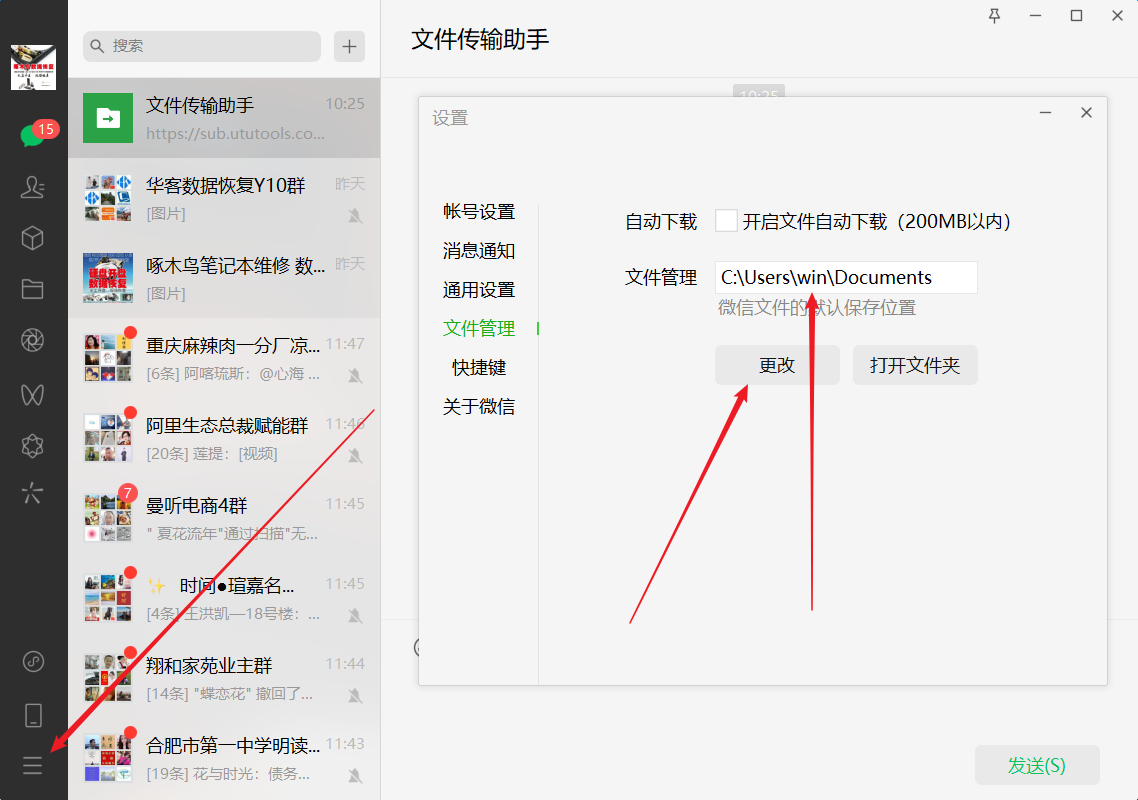 15
搜索
文件传输助手
10:25
https://sub.ututools.co...
华客数据恢复Y10群
昨天
[图片]
啄木鸟笔记本维修 数...
昨天
[图片]
硬盘开盘
数据恢复
重庆麻辣肉一分厂凉...
11:47
[6条] 阿喀琉斯：@心海 ...
阿里生态总裁赋能群
11:46
[20条] 莲提：[视频]
7
曼听电商4群
11:45
" 夏花流年"通过扫描"无...
✨ 时间●瑄嘉名...
11:45
[4条] 王洪凯—18号楼：...
翔和家苑业主群
11:44
[14条] "蝶恋花" 撤回了...
合肥市第一中学明读...
11:43
[19条] 花与时光：债务...
文件传输助手
10:25
设置
帐号设置
消息通知
通用设置
文件管理
快捷键
关于微信
自动下载
开启文件自动下载（200MB以内）
文件管理
C:\Users\win\Documents
微信文件的默认保存位置
更改
打开文件夹
发送(S)